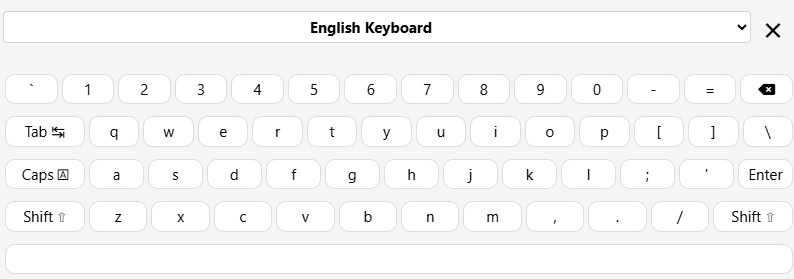 English Keyboard
` 1 2 3 4 5 6 7 8 9 0 - =
Tab ↹ q w e r t y u i o p [ ] \
Caps 🄰 a s d f g h j k l ; ' Enter
Shift ⇧ z x c v b n m , . / Shift ⇧